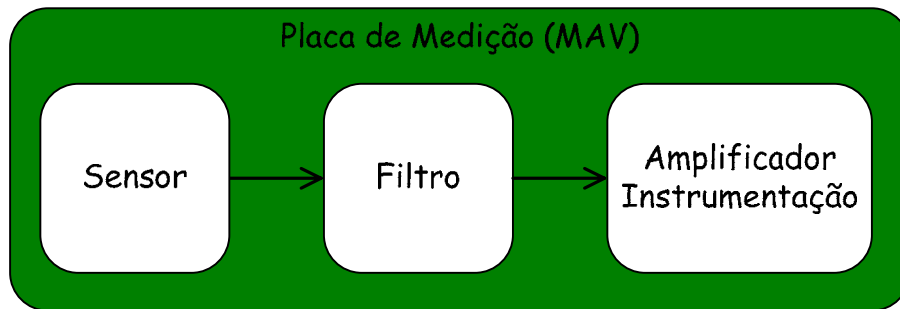 Placa de Medição (MAV)
Sensor
Filtro
Amplificador
Instrumentação